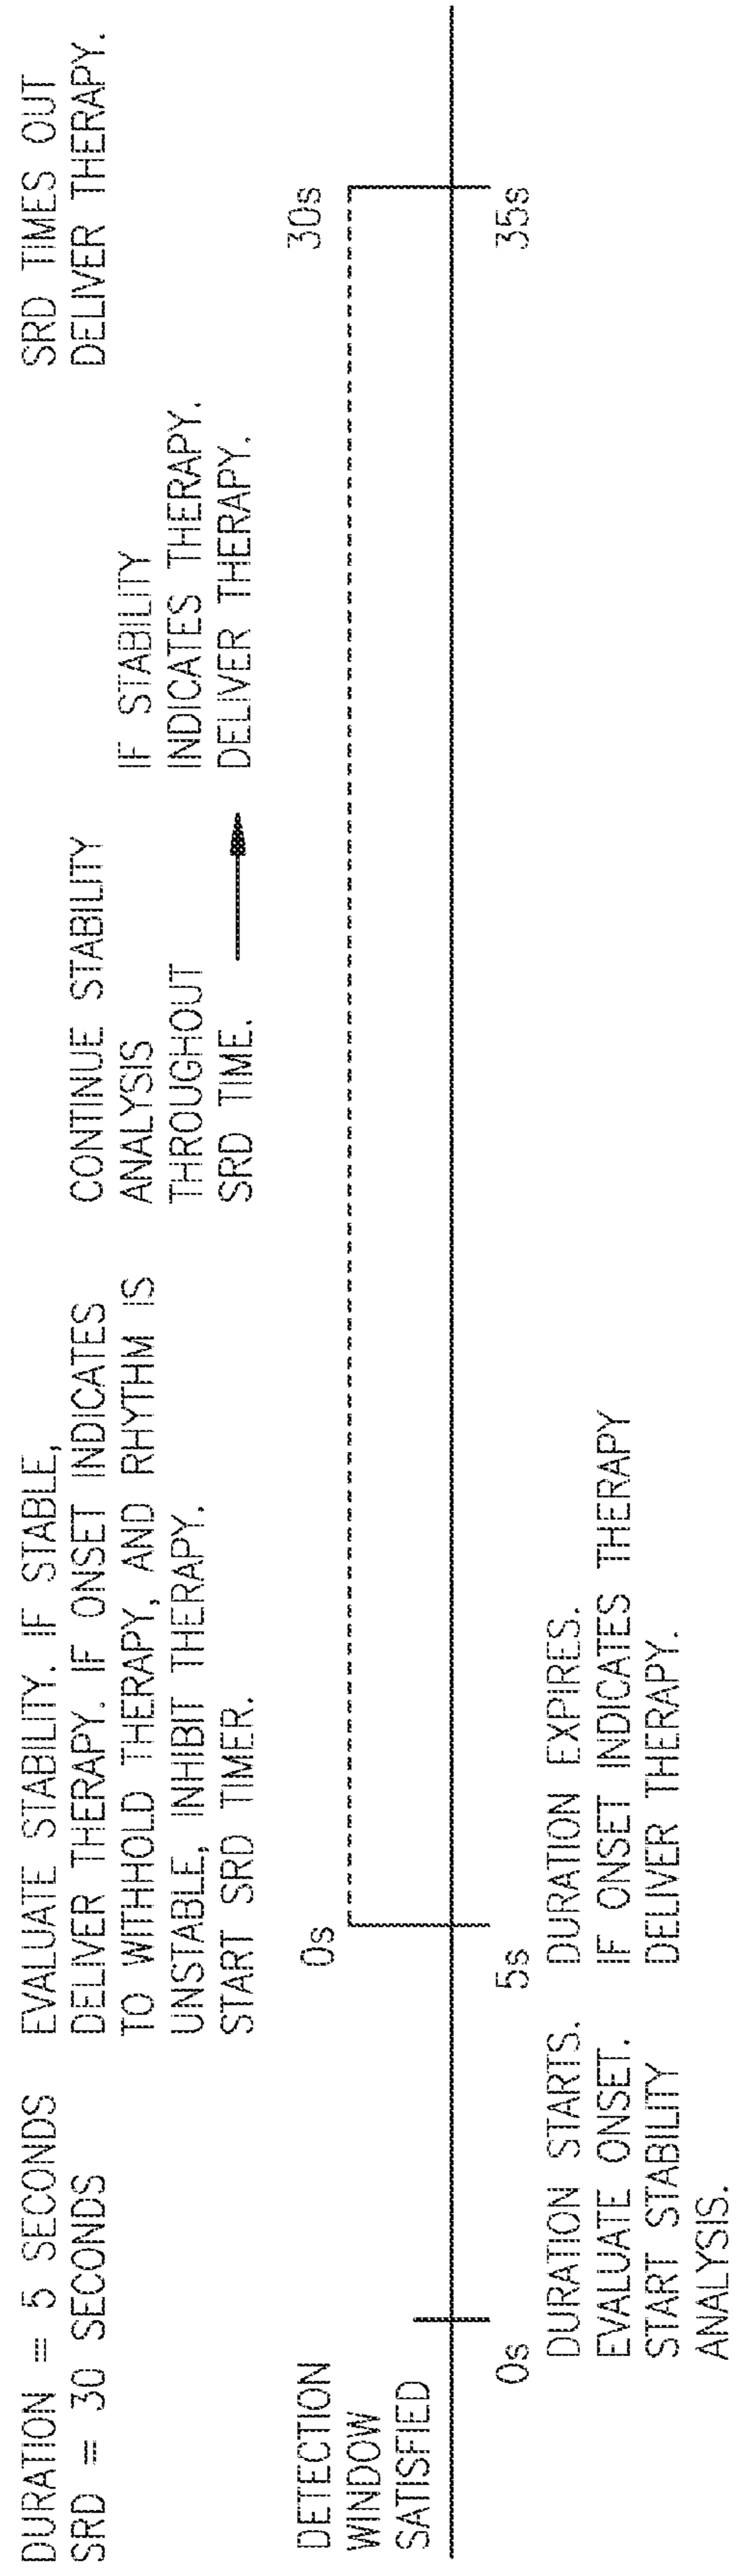 DURATION = 5 SECONDS
SRD = 30 SECONDS
EVALUATE STABILITY. IF STABLE,
DELIVER THERAPY. IF ONSET INDICATES
TO WITHHOLD THERAPY, AND RHYTHM IS
UNSTABLE, INHIBIT THERAPY.
START SRD TIMER.
CONTINUE STABILITY
ANALYSIS
THROUGHOUT
SRD TIME.
IF STABILITY
INDICATES THERAPY.
DELIVER THERAPY.
SRD TIMES OUT
DELIVER THERAPY.
DETECTION
WINDOW
SATISFIED
0s
30s
0s
5s
35s
DURATION STARTS.
EVALUATE ONSET.
START STABILITY
ANALYSIS.
DURATION EXPIRES.
IF ONSET INDICATES THERAPY
DELIVER THERAPY.